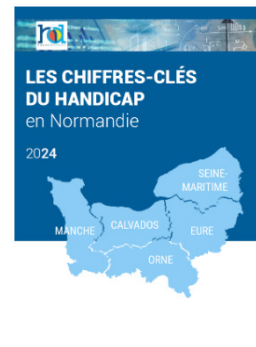 LES CHIFFRES-CLÉS
DU HANDICAP
en Normandie
2024
SEINE-
MARITIME
MANCHE
CALVADOS
EURE
ORNE